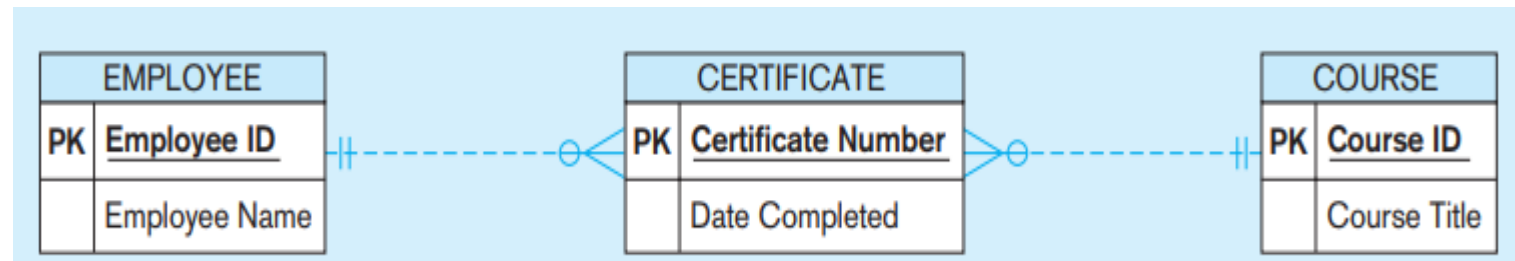 EMPLOYEE
PK Employee ID
Employee Name
CERTIFICATE
PK Certificate Number
Date Completed
COURSE
PK Course ID
Course Title